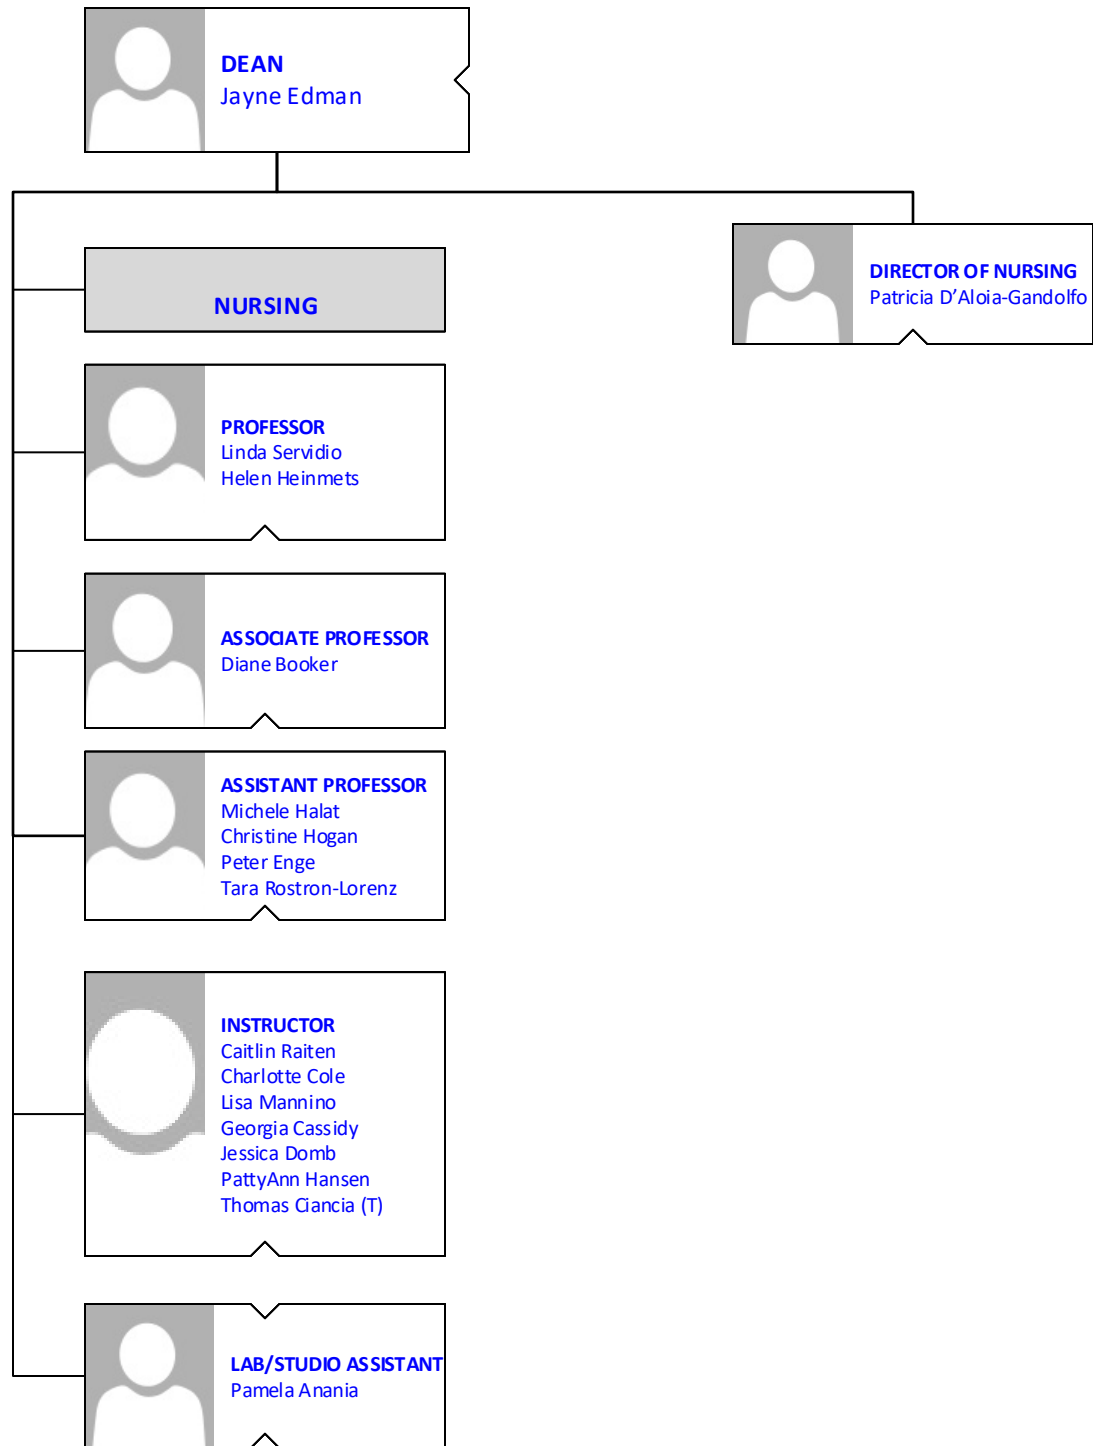 DEAN
Jayne Edman
DIRECTOR OF NURSING
Patricia D’Aloia-Gandolfo
NURSING
PROFESSOR
Linda Servidio
Helen Heinmets
ASSOCIATE PROFESSOR
Diane Booker
ASSISTANT PROFESSOR
Michele Halat
Christine Hogan
Peter Enge
Tara Rostron-Lorenz
INSTRUCTOR
Caitlin Raiten
Charlotte Cole
Lisa Mannino
Georgia Cassidy
Jessica Domb
PattyAnn Hansen
Thomas Ciancia (T)
LAB/STUDIO ASSISTANT
Pamela Anania